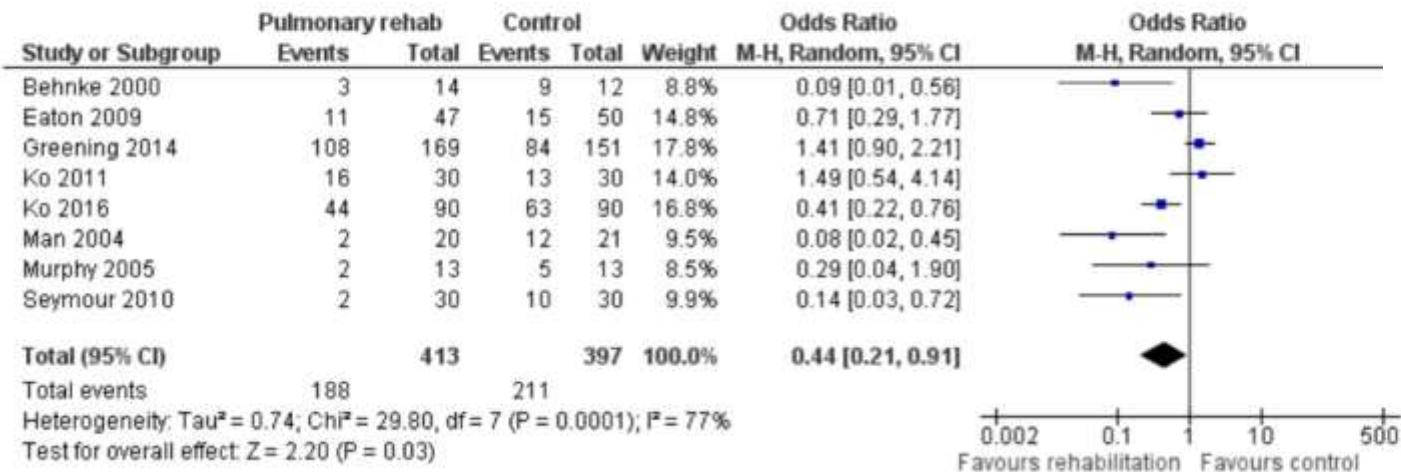 Pulmonary rehab Control Odds Ratio Odds Ratio
Study or Subgroup Events Total Events Total Weight M-H, Random, 95% CI M-H, Random, 95% CI
Behnke 2000 3 14 9 12 8.8% 0.09 [0.01, 0.56]
Eaton 2009 11 47 15 50 14.8% 0.71 [0.29, 1.77]
Greening 2014 108 169 84 151 17.8% 1.41 [0.90, 2.21]
Ko 2011 16 30 13 30 14.0% 1.49 [0.54, 4.14]
Ko 2016 44 90 63 90 16.8% 0.41 [0.22, 0.76]
Man 2004 2 20 12 21 9.5% 0.08 [0.02, 0.45]
Murphy 2005 2 13 5 13 8.5% 0.29 [0.04, 1.90]
Seymour 2010 2 30 10 30 9.9% 0.14 [0.03, 0.72]
Total (95% CI) 413 397 100.0% 0.44 [0.21, 0.91]
Total events 188 211
Heterogeneity: Tau² = 0.74; Chi² = 29.80, df = 7 (P = 0.0001); I² = 77%
Test for overall effect: Z = 2.20 (P = 0.03)
0.002 0.1 1 10 500
Favours rehabilitation Favours control